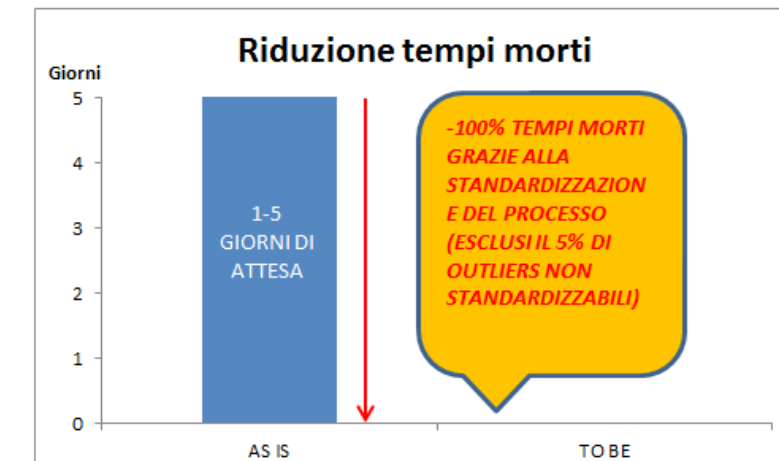 Riduzione tempi morti
Giorni
5
4
3
2
1
0
1-5
GIORNI DI
ATTESA
-100% TEMPI MORTI
GRAZIE ALLA
STANDARDIZZAZION
E DEL PROCESSO
(ESCLUSI IL 5% DI
OUTLIERS NON
STANDARDIZZABILI)
AS IS
TO BE